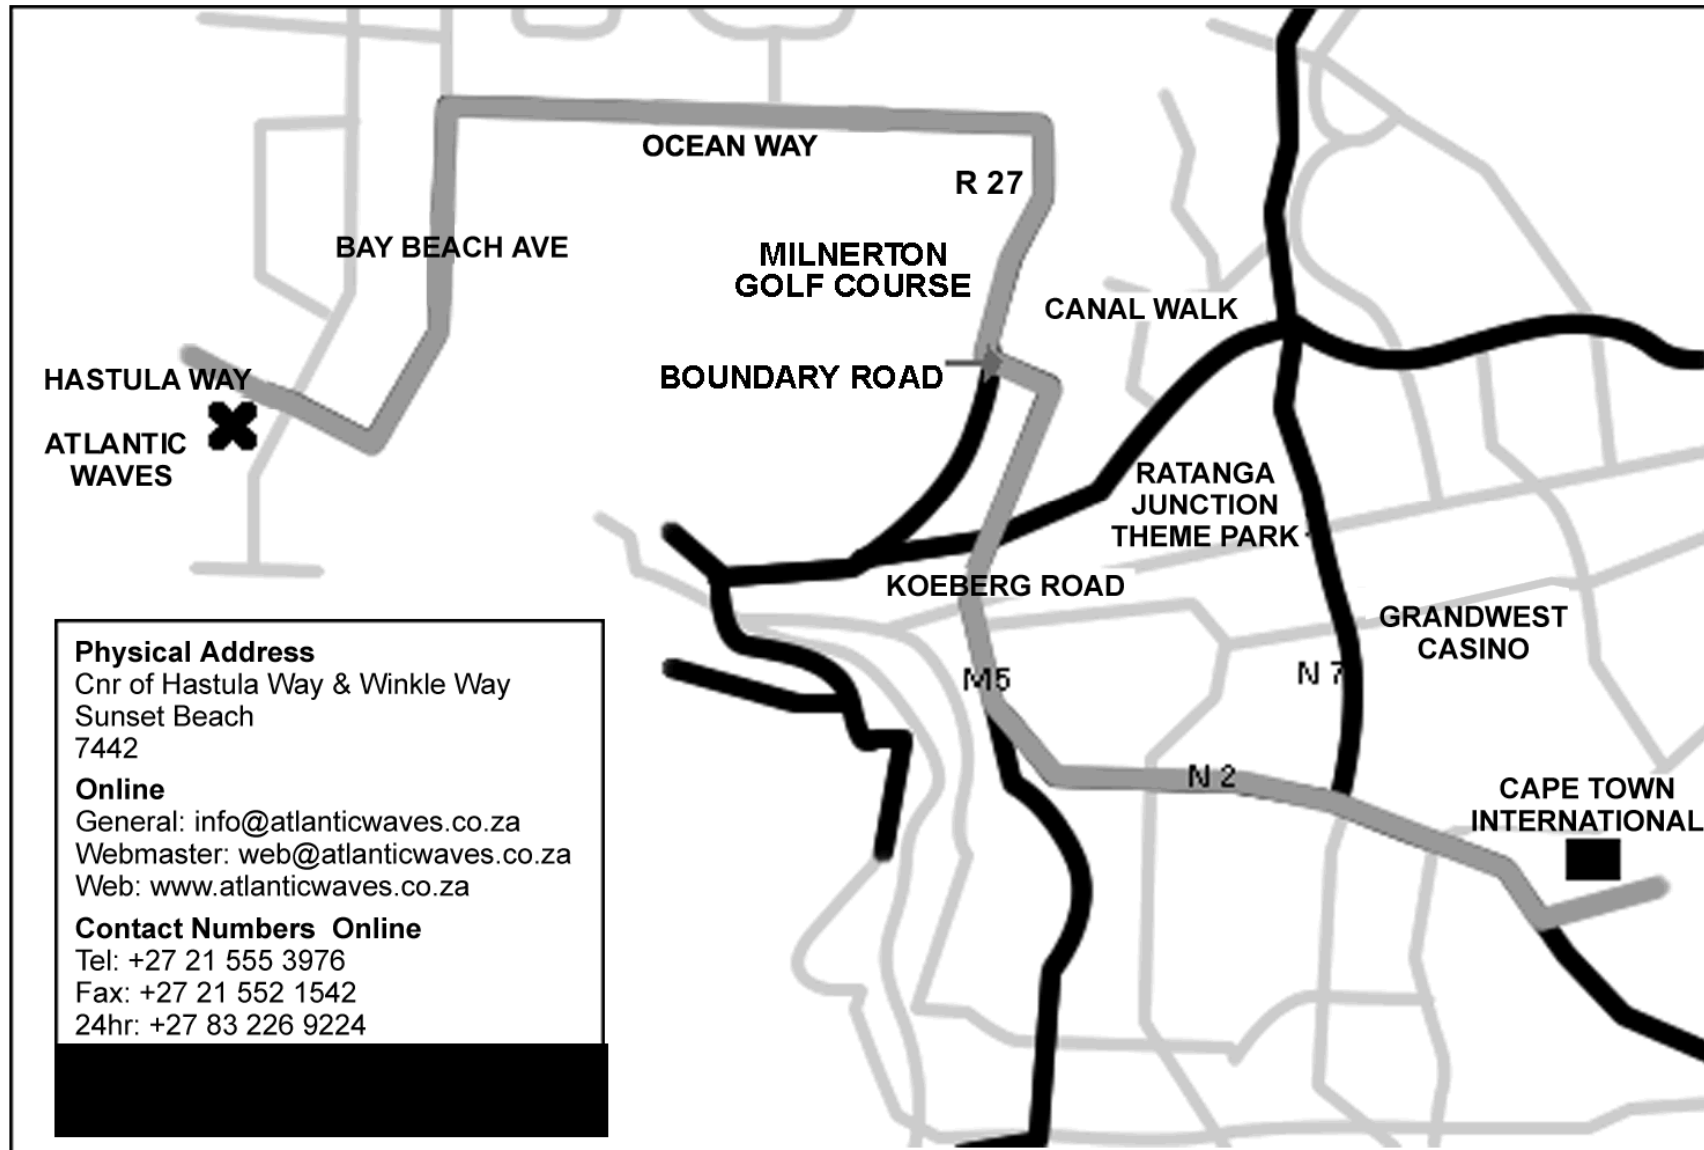 OCEAN WAY
R 27
BAY BEACH AVE
MILNERTON
GOLF COURSE
CANAL WALK
HASTULA WAY
BOUNDARY ROAD
ATLANTIC
WAVES
RATANGA
JUNCTION
THEME PARK
KOEBERG ROAD
GRANDWEST
CASINO
M5
N 7
N 2
CAPE TOWN
INTERNATIONAL
Physical Address
Cnr of Hastula Way & Winkle Way
Sunset Beach
7442
Online
General: info@atlanticwaves.co.za
Webmaster: web@atlanticwaves.co.za
Web: www.atlanticwaves.co.za
Contact Numbers  Online
Tel: +27 21 555 3976
Fax: +27 21 552 1542
24hr: +27 83 226 9224